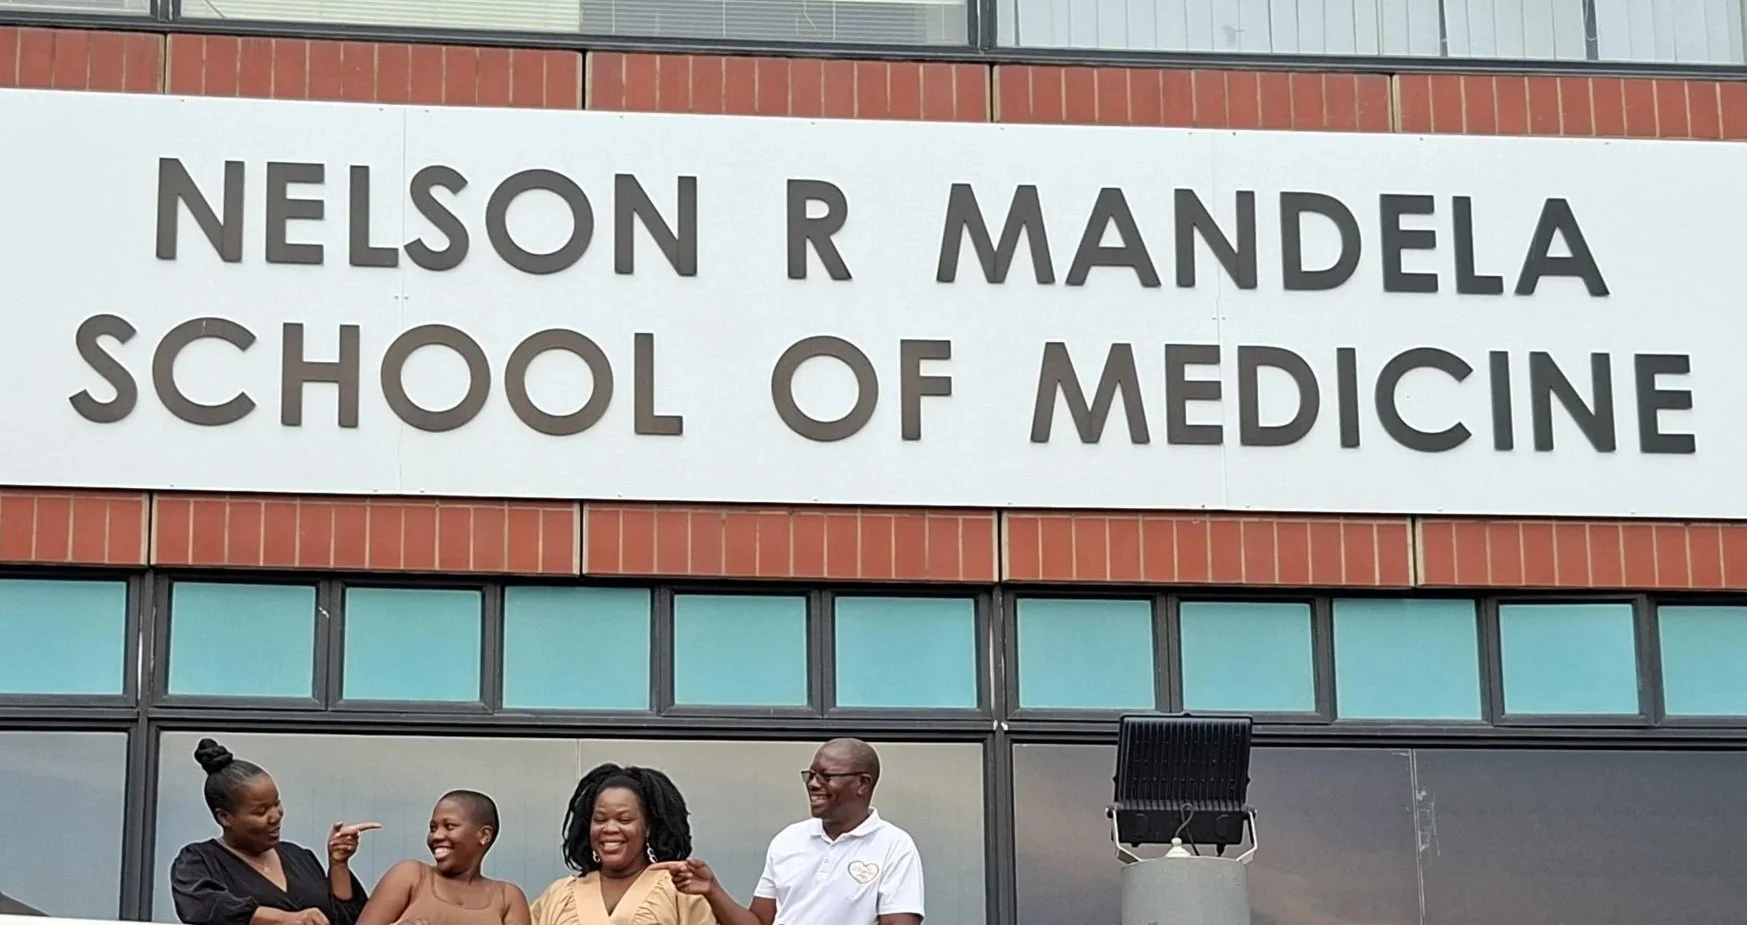 NELSON R MANDELA
SCHOOL OF MEDICINE